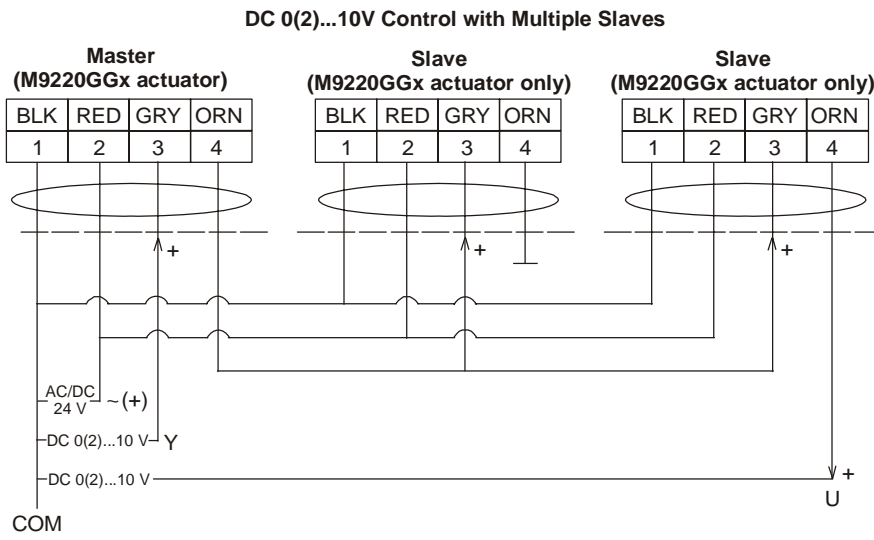 DC 0(2)...10V Control with Multiple Slaves
Master
(M9220GGx actuator)
Slave
(M9220GGx actuator only)
Slave
(M9220GGx actuator only)
BLK RED GRY ORN
1 2 3 4
BLK RED GRY ORN
1 2 3 4
BLK RED GRY ORN
1 2 3 4
+
+
+
AC/DC
24 V
~(+)
DC 0(2)...10 V Y
DC 0(2)...10 V
+
U
COM